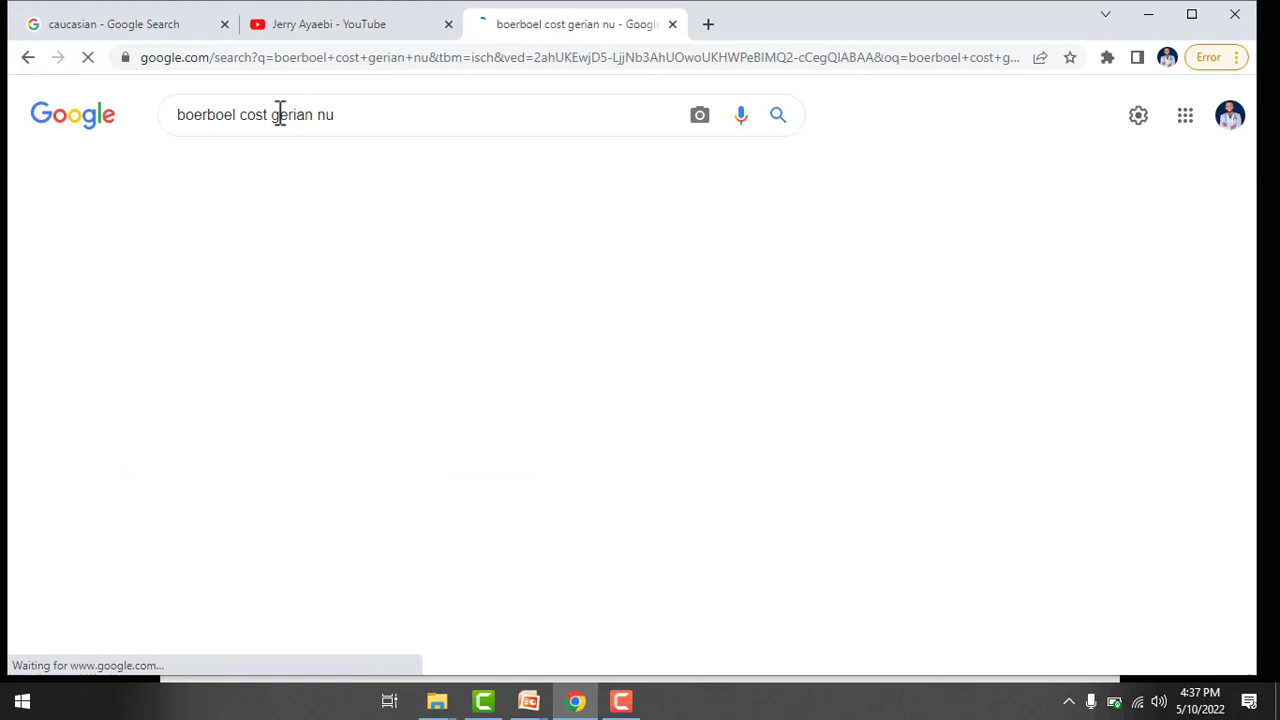 caucasian - Google Search
Jerry Ayaebi - YouTube
boerboel cost gerian nu - Googl
google.com/search?q=boerboel+cost+gerian+nu&tbm=isch&ved=2ahUKEwjD5-LjjNb3AhUOwoUKHWPeBIMQ2-cCegQIABAA&oq=boerboel+cost+g...
Error
Google
boerboel cost gerian nu
Waiting for www.google.com...
4:37 PM
5/10/2022